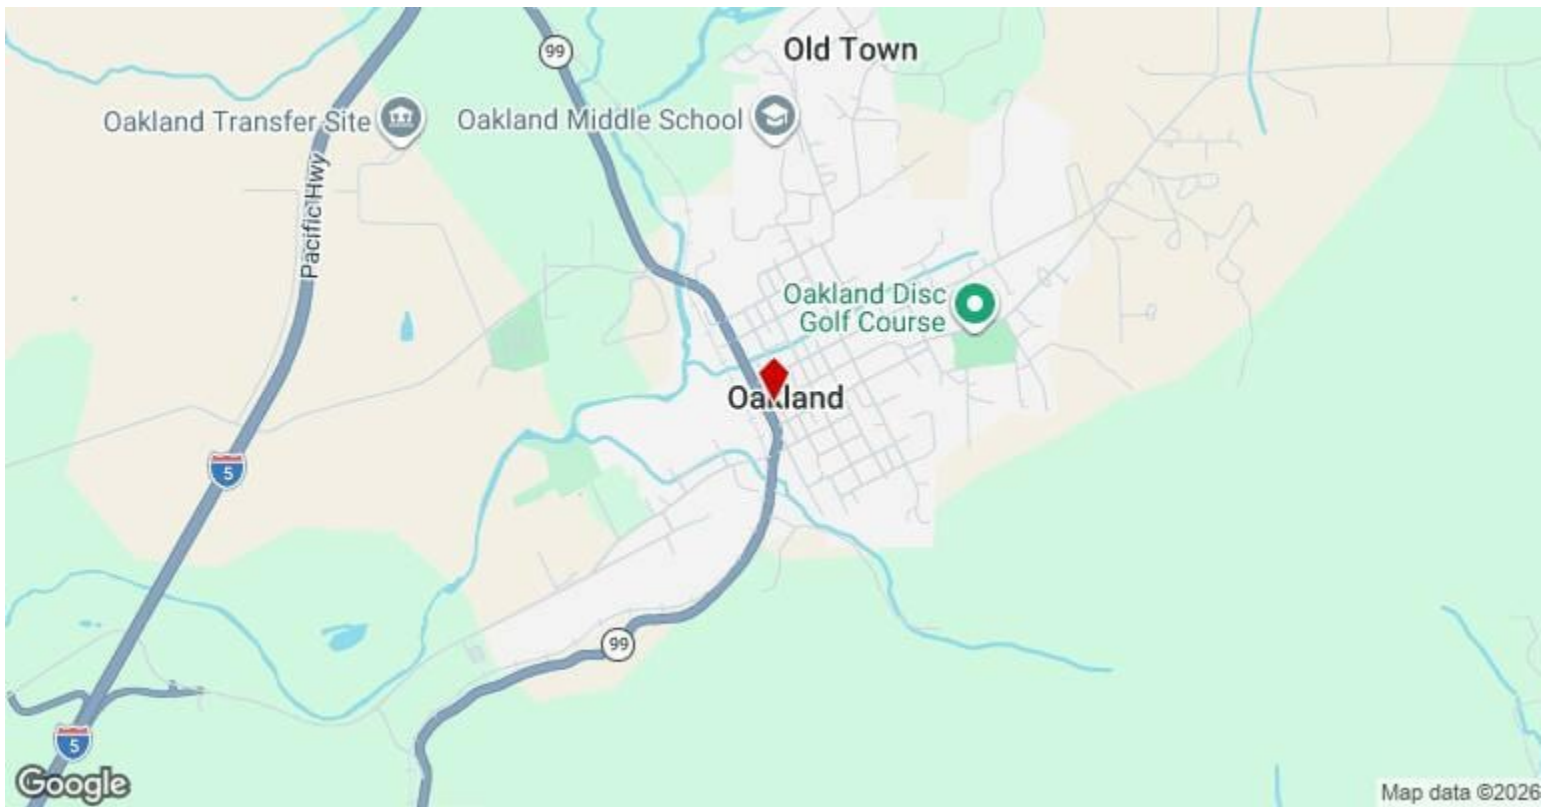 Old Town
99
Oakland Transfer Site
Oakland Middle School
Pacific Hwy
Oakland Disc
Golf Course
Oakland
5
99
5
Google
Map data ©2026